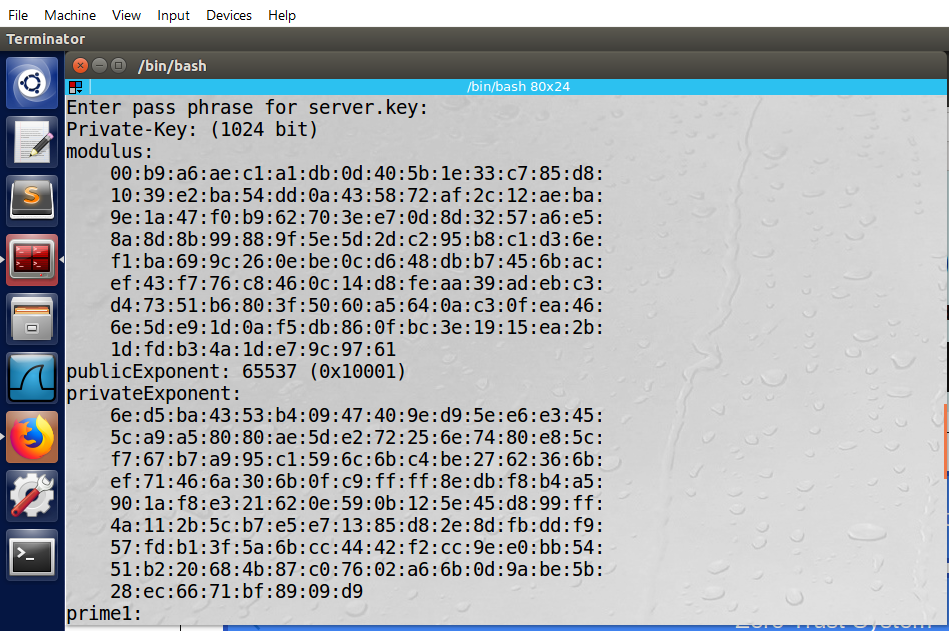 File Machine View Input Devices Help
Terminator
/bin/bash
/bin/bash 80x24
Enter pass phrase for server.key:
Private-Key: (1024 bit)
modulus:
00:b9:a6:ae:c1:a1:db:0d:40:5b:1e:33:c7:85:d8:
10:39:e2:ba:54:dd:0a:43:58:72:af:2c:12:ae:ba:
9e:1a:47:f0:b9:62:70:3e:e7:0d:8d:32:57:a6:e5:
8a:8d:8b:99:88:9f:5e:5d:2d:c2:95:b8:c1:d3:6e:
f1:ba:69:9c:26:0e:be:0c:d6:48:db:b7:45:6b:ac:
ef:43:f7:76:c8:46:0c:14:d8:fe:aa:39:ad:eb:c3:
d4:73:51:b6:80:3f:50:60:a5:64:0a:c3:0f:ea:46:
6e:5d:e9:1d:0a:f5:db:86:0f:bc:3e:19:15:ea:2b:
1d:fd:b3:4a:1d:e7:9c:97:61
publicExponent: 65537 (0x10001)
privateExponent:
6e:d5:ba:43:53:b4:09:47:40:9e:d9:5e:e6:e3:45:
5c:a9:a5:80:80:ae:5d:e2:72:25:6e:74:80:e8:5c:
f7:67:b7:a9:95:c1:59:6c:6b:c4:be:27:62:36:6b:
ef:71:46:6a:30:6b:0f:c9:ff:ff:8e:db:f8:b4:a5:
90:1a:f8:e3:21:62:0e:59:0b:12:5e:45:d8:99:ff:
4a:11:2b:5c:b7:e5:e7:13:85:d8:2e:8d:fb:dd:f9:
57:fd:b1:3f:5a:6b:cc:44:42:f2:cc:9e:e0:bb:54:
51:b2:20:68:4b:87:c0:76:02:a6:6b:0d:9a:be:5b:
28:ec:66:71:bf:89:09:d9
prime1:
Zero Trust System